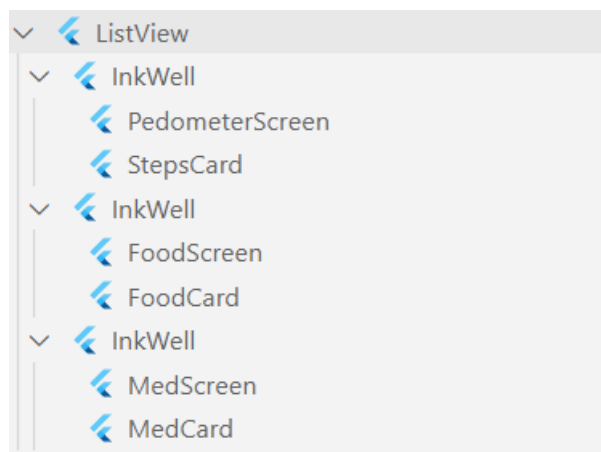 ListView
InkWell
PedometerScreen
StepsCard
InkWell
FoodScreen
FoodCard
InkWell
MedScreen
MedCard